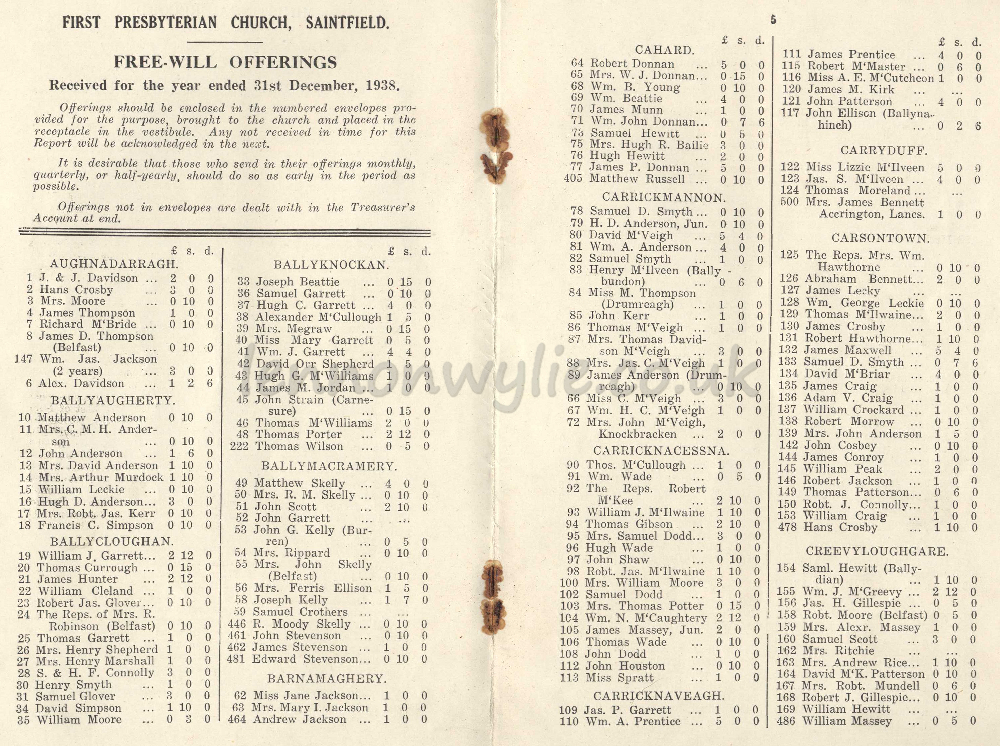 FIRST PRESBYTERIAN CHURCH, SAINTFIELD.
FREE-WILL OFFERINGS
Received for the year ended 31st December, 1938.
Offerings should be enclosed in the numbered envelopes pro-
vided for the purpose, brought to the church and placed in the
receptacle in the vestibule. Any not received in time for this
Report will be acknowledged in the next.
It is desirable that those who send in their offerings monthly,
quarterly, or half-yearly, should do so as early in the period as
possible.
Offerings not in envelopes are dealt with in the Treasurer's
Account at end.
£ s. d.
AUGHNADARRAGH.
1 J. & J. Davidson ... 2 0 0
2 Hans Crosby ... 3 0 0
3 Mrs. Moore ... 0 10 0
4 James Thompson 1 0 0
7 Richard M'Bride ... 0 10 0
8 James D. Thompson
(Belfast) 0 10 0
147 Wm. Jas. Jackson
(2 years) ... 3 0 0
6 Alex. Davidson ... 1 2 6
BALLYAUGHERTY.
10 Matthew Anderson 0 10 0
11 Mrs. C. M. H. Ander-
son ... 0 10 0
12 John Anderson ... 1 6 0
13 Mrs. David Anderson 1 10 0
14 Mrs. Arthur Murdock 1 10 0
15 William Leckie ... 0 10 0
16 Hugh D. Anderson... 3 0 0
17 Mrs. Robt. Jas. Kerr 0 10 0
18 Francis C. Simpson 0 10 0
BALLYCLOUGHAN.
19 William J. Garrett... 2 12 0
20 Thomas Currough ... 0 15 0
21 James Hunter ... 2 12 0
22 William Cleland ... 1 0 0
23 Robert Jas. Glover... 0 10 0
24 The Reps. of Mrs. R.
Robinson (Belfast) 0 10 0
25 Thomas Garrett ... 1 0 0
26 Mrs. Henry Shepherd 1 0 0
27 Mrs. Henry Marshall 1 0 0
28 S. & H. F. Connolly 3 0 0
30 Henry Smyth ... 1 0 0
31 Samuel Glover ... 3 0 0
34 David Simpson ... 1 10 0
35 William Moore ... 0 3 0
£ s. d.
BALLYKNOCKAN.
33 Joseph Beattie ... 0 15 0
36 Samuel Garrett ... 0 10 0
37 Hugh C. Garrett ... 4 0 0
38 Alexander M'Cullough 1 5 0
39 Mrs. Megraw ... 0 15 0
40 Miss Mary Garrett 0 5 0
41 Wm. J. Garrett ... 4 4 0
42 David Orr Shepherd 1 5 0
43 Hugh G. M'Williams 1 0 0
44 James M. Jordan ... 1 0 0
45 John Strain (Carne-
sure) ... 0 15 0
46 Thomas M'Williams 2 0 0
48 Thomas Porter ... 2 12 0
222 Thomas Wilson ... 0 5 0
BALLYMACRAMERY.
49 Matthew Skelly ... 4 0 0
50 Mrs. R. M. Skelly ... 0 10 0
51 John Scott ... 2 10 0
52 John Garrett ... ...
53 John G. Kelly (Bur-
ren) ... 0 5 0
54 Mrs. Rippard ... 0 10 0
55 Mrs. John Skelly
(Belfast) ... 0 10 0
56 Mrs. Ferris Ellison 1 5 0
58 Joseph Kelly ... 1 7 0
59 Samuel Crothers ... ...
446 R. Moody Skelly ... 0 10 0
461 John Stevenson ... 0 10 0
462 James Stevenson ... 1 0 0
481 Edward Stevenson... 0 10 0
BARNAMAGHERY.
62 Miss Jane Jackson... 1 0 0
63 Mrs. Mary I. Jackson 1 0 0
464 Andrew Jackson ... 1 0 0
5
£ s. d.
CAHARD.
64 Robert Donnan ... 5 0 0
65 Mrs. W. J. Donnan... 0 15 0
68 Wm. B. Young 0 10 0
69 Wm. Beattie ... 4 0 0
70 James Munn ... 1 0 0
71 Wm. John Donnan... 0 7 6
73 Samuel Hewitt ... 0 5 0
75 Mrs. Hugh R. Bailie 3 0 0
76 Hugh Hewitt ... 2 0 0
77 James P. Donnan ... 5 0 0
405 Matthew Russell ... 0 10 0
CARRICKMANNON.
78 Samuel D. Smyth ... 0 10 0
79 H. D. Anderson, Jun. 0 10 0
80 David M'Veigh ... 5 4 0
81 Wm. A. Anderson ... 4 0 0
82 Samuel Smyth ... 1 0 0
83 Henry M'Ilveen (Bally -
bundon) ... 0 6 0
84 Miss M. Thompson
(Drumreagh) ... 1 0 0
85 John Kerr ... 1 0 0
86 Thomas M'Veigh ... 1 0 0
87 Mrs. Thomas David-
son M'Veigh ... 3 0 0
88 Mrs. Jas. C. M'Veigh 1 0 0
89 James Anderson (Drum-
reagh) ... 0 10 0
66 Miss C. M'Veigh ... 3 0 0
67 Wm. H. C. M'Veigh 1 0 0
72 Mrs. John M'Veigh,
Knockbracken ... 2 0 0
CARRICKNACESSNA.
90 Thos. M'Cullough ... 1 0 0
91 Wm. Wade ... 0 5 0
92 The Reps. Robert
M'Kee ... 2 10 0
93 William J. M'Ilwaine 1 10 0
94 Thomas Gibson ... 2 10 0
95 Mrs. Samuel Dodd... 3 0 0
96 Hugh Wade ... 1 0 0
97 John Shaw ... 0 10 0
98 Robt. Jas. M'Ilwaine 1 10 0
100 Mrs. William Moore 3 0 0
102 Samuel Dodd ... 1 0 0
103 Mrs. Thomas Potter 0 15 0
104 Wm. N. M'Caughtery 2 12 0
105 James Massey, Jun. 2 0 0
106 Thomas Wade ... 0 10 0
108 John Dodd ... 1 0 0
112 John Houston ... 0 10 0
113 Miss Spratt ... 1 0 0
CARRICKNAVEAGH.
109 Jas. P. Garrett ... 1 0 0
110 Wm. A. Prentice ... 5 0 0
£ s. d.
111 James Prentice ... 4 0 0
115 Robert M'Master ... 0 6 0
116 Miss A. E. M'Cutcheon 1 0 0
120 James M. Kirk ... ...
121 John Patterson ... 4 0 0
117 John Ellison (Ballyna-
hinch) ... 0 2 6
CARRYDUFF.
122 Miss Lizzie M'Ilveen 5 0 0
123 Jas. S. M'Ilveen ... 4 0 0
124 Thomas Moreland ... ...
500 Mrs. James Bennett
Accrington, Lancs. 1 0 0
CARSONTOWN.
125 The Reps. Mrs. Wm.
Hawthorne ... 0 10 0
126 Abraham Bennett... 2 0 0
127 James Lecky ... ...
128 Wm. George Leckie 0 10 0
129 Thomas M'Ilwaine... 2 0 0
130 James Crosby ... 1 0 0
131 Robert Hawthorne... 1 10 0
132 James Maxwell ... 5 4 0
133 Samuel D. Smyth ... 0 7 6
134 David M'Briar ... 4 0 0
135 James Craig ... 1 0 0
136 Adam V. Craig ... 1 0 0
137 William Crockard ... 1 0 0
138 Robert Morrow ... 0 10 0
139 Mrs. John Anderson 1 5 0
142 John Cosbey ... 0 10 0
144 James Conroy ... 1 0 0
145 William Peak ... 2 0 0
146 Robert Jackson ... 1 0 0
149 Thomas Patterson... 0 6 0
150 Robt. J. Connolly... 1 0 0
153 William Craig ... 1 0 0
478 Hans Crosby ... 1 10 0
CREEVYLOUGHGARE.
154 Saml. Hewitt (Bally-
dian) ... 1 10 0
155 Wm. J. M'Greevy ... 2 12 0
156 Jas. H. Gillespie ... 0 5 0
158 Robt. Moore (Belfast) 0 5 0
159 Mrs. Alexr. Massey 1 0 0
160 Samuel Scott ... 3 0 0
162 Mrs. Ritchie ... ...
163 Mrs. Andrew Rice... 1 10 0
164 David M'K. Patterson 0 10 0
167 Mrs. Robt. Mundell 0 6 0
168 Robert J. Gillespie... 0 10 0
169 William Hewitt ... ...
486 William Massey ... 0 5 0